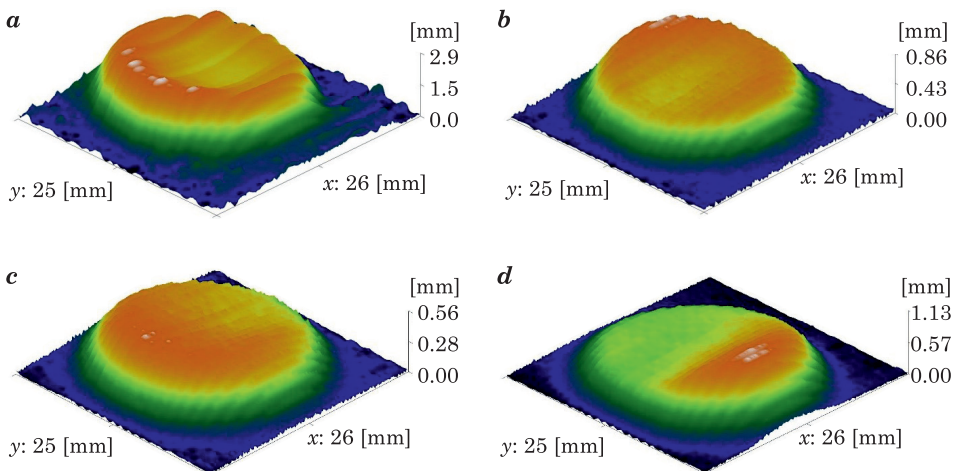 a
[mm]
2.9
1.5
0.0
x: 26 [mm]
y: 25 [mm]
b
[mm]
0.86
0.43
0.00
x: 26 [mm]
y: 25 [mm]
c
[mm]
0.56
0.28
0.00
x: 26 [mm]
y: 25 [mm]
d
[mm]
1.13
0.57
0.00
x: 26 [mm]
y: 25 [mm]